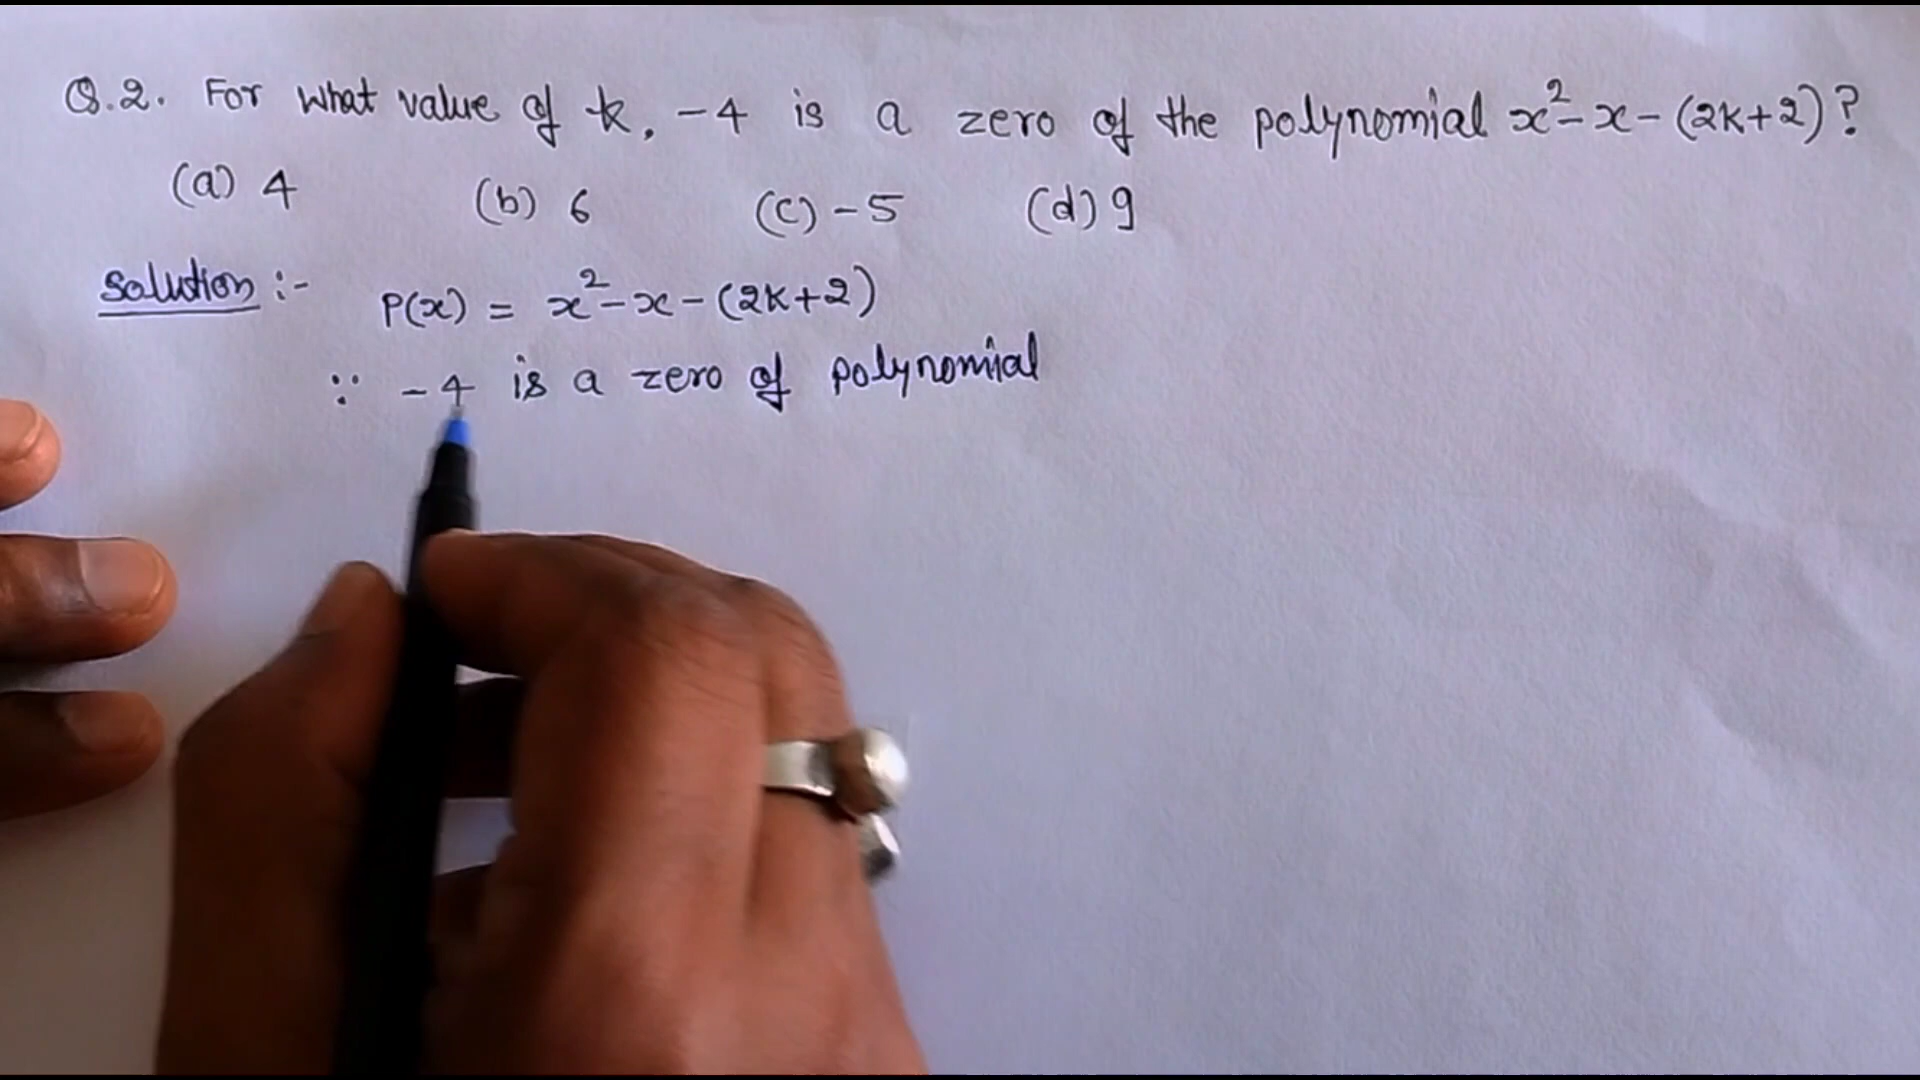 Q.2. For what value of k, -4 is a zero of the polynomial x²-x-(2k+2)?
(a) 4 (b) 6 (c) -5 (d) 9
Solution :- P(x) = x²-x-(2k+2)
∵ -4 is a zero of polynomial